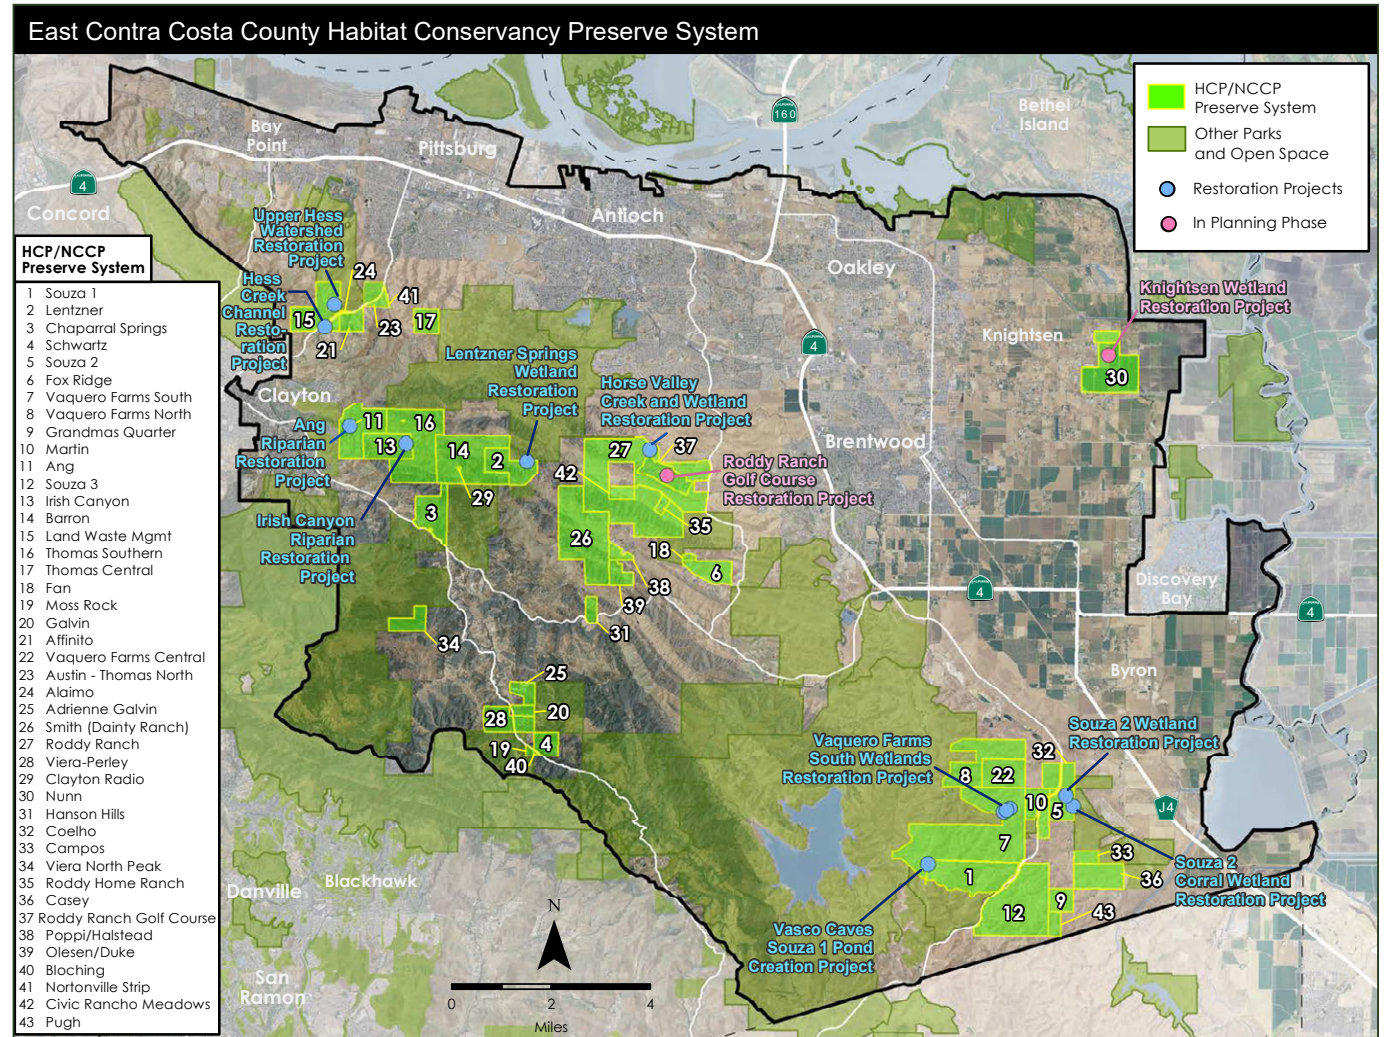 East Contra Costa County Habitat Conservancy Preserve System
HCP/NCCP
Preserve System
Other Parks
and Open Space
Restoration Projects
In Planning Phase
HCP/NCCP
Preserve System
1 Souza 1
2 Lentzner
3 Chaparral Springs
4 Schwartz
5 Souza 2
6 Fox Ridge
7 Vaquero Farms South
8 Vaquero Farms North
9 Grandmas Quarter
10 Martin
11 Ang
12 Souza 3
13 Irish Canyon
14 Barron
15 Land Waste Mgmt
16 Thomas Southern
17 Thomas Central
18 Fan
19 Moss Rock
20 Galvin
21 Affinito
22 Vaquero Farms Central
23 Austin - Thomas North
24 Alaimo
25 Adrienne Galvin
26 Smith (Dainty Ranch)
27 Roddy Ranch
28 Viera-Perley
29 Clayton Radio
30 Nunn
31 Hanson Hills
32 Coelho
33 Campos
34 Viera North Peak
35 Roddy Home Ranch
36 Casey
37 Roddy Ranch Golf Course
38 Poppi/Halstead
39 Olesen/Duke
40 Bloching
41 Nortonville Strip
42 Civic Rancho Meadows
43 Pugh
CALIFORNIA
160
Bethel
Island
Bay
Point
Pittsburg
CALIFORNIA
4
Concord
Antioch
Oakley
Upper Hess
Watershed
Restoration
Project
Hess
Creek
Channel
Resto-
ration
Project
24
41
15
23
17
21
Knightsen Wetland
Restoration Project
Knightsen
30
CALIFORNIA
4
Lentzner Springs
Wetland
Restoration
Project
Horse Valley
Creek and Wetland
Restoration Project
Clayton
11
16
13
14
2
29
3
Ang
Riparian
Restoration
Project
Irish Canyon
Riparian
Restoration
Project
27
37
42
Roddy Ranch
Golf Course
Restoration Project
35
26
18
6
38
39
31
34
Brentwood
CALIFORNIA
4
Discovery
Bay
CALIFORNIA
4
Byron
25
20
28
19
4
40
Vaquero Farms
South Wetlands
Restoration Project
Souza 2 Wetland
Restoration Project
32
8
22
10
5
J4
7
33
36
1
9
12
43
Souza 2
Corral Wetland
Restoration Project
Vasco Caves
Souza 1 Pond
Creation Project
Danville
Blackhawk
San
Ramon
N
0 2 4
Miles